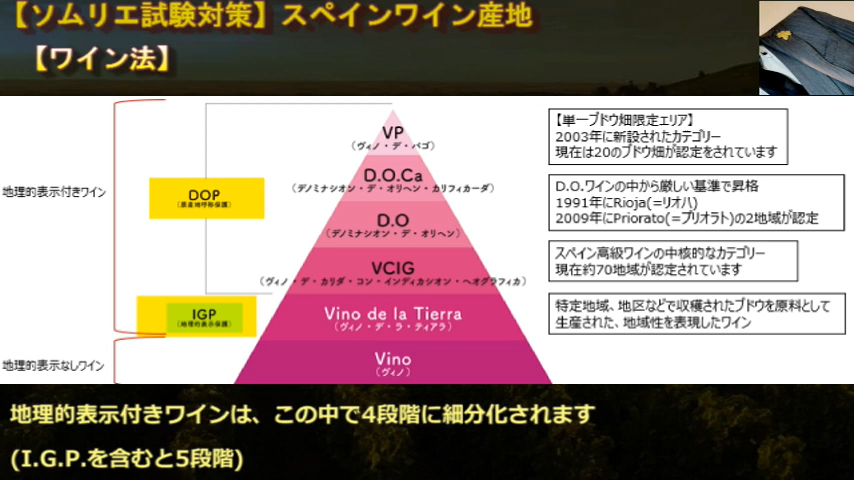 【ソムリエ試験対策】スペインワイン産地
【ワイン法】
地理的表示付きワイン
DOP
(原産地呼称保護)
IGP
(地理的表示保護)
地理的表示なしワイン
VP
(ヴィノ・デ・パゴ)
D.O.Ca
(デノミナシオン・デ・オリヘン・カリフィカーダ)
D.O
(デノミナシオン・デ・オリヘン)
VCIG
(ヴィノ・デ・カリダ・コン・インディカシオン・ヘオグラフィカ)
Vino de la Tierra
(ヴィノ・デ・ラ・ティアラ)
Vino
(ヴィノ)
【単一ブドウ畑限定エリア】
2003年に新設されたカテゴリー
現在は20のブドウ畑が認定をされています
D.O.ワインの中から厳しい基準で昇格
1991年にRioja(=リオハ)
2009年にPriorato(=プリオラト)の2地域が認定
スペイン高級ワインの中核的なカテゴリー
現在約70地域が認定されています
特定地域、地区などで収穫されたブドウを原料として
生産された、地域性を表現したワイン
地理的表示付きワインは、この中で4段階に細分化されます
(I.G.P.を含むと5段階)